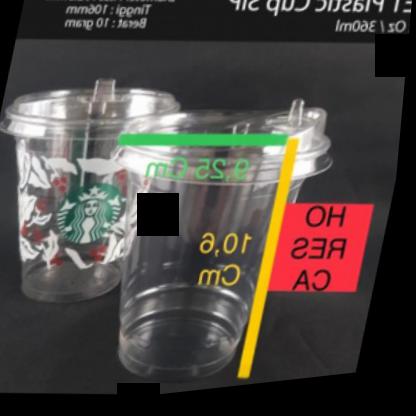 ET Plastic Cup SIP
Oz / 360ml
Tinggi : 106mm
Berat : 10 gram
9,25 Cm
10,6
Cm
HO
RES
CA